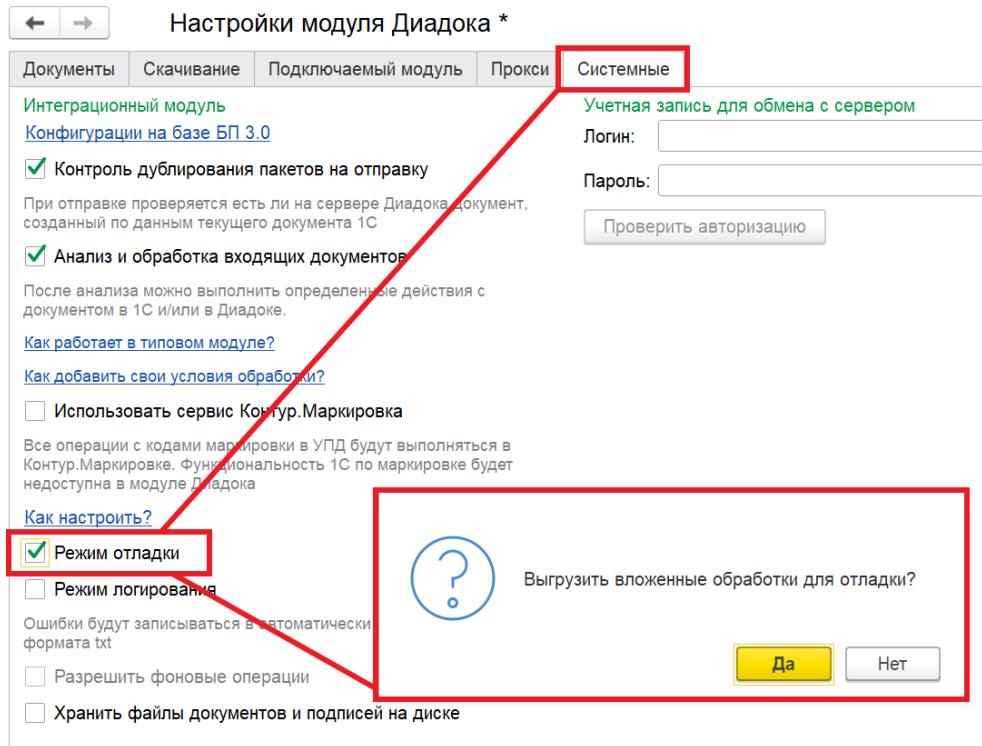 Настройки модуля Диадока *
Документы Скачивание Подключаемый модуль Прокси Системные
Интеграционный модуль
Конфигурации на базе БП 3.0
Контроль дублирования пакетов на отправку
При отправке проверяется есть ли на сервере Диадока документ,
созданный по данным текущего документа 1С
Анализ и обработка входящих документов
После анализа можно выполнить определенные действия с
документом в 1С и/или в Диадоке.
Как работает в типовом модуле?
Как добавить свои условия обработки?
Использовать сервис Контур.Маркировка
Все операции с кодами маркировки в УПД будут выполняться в
Контур.Маркировке. Функциональность 1С по маркировке будет
недоступна в модуле Диадока
Как настроить?
Режим отладки
Режим логирования
Ошибки будут записываться в автоматически
формата txt
Разрешить фоновые операции
Хранить файлы документов и подписей на диске
Учетная запись для обмена с сервером
Логин:
Пароль:
Проверить авторизацию
Выгрузить вложенные обработки для отладки?
Да Нет